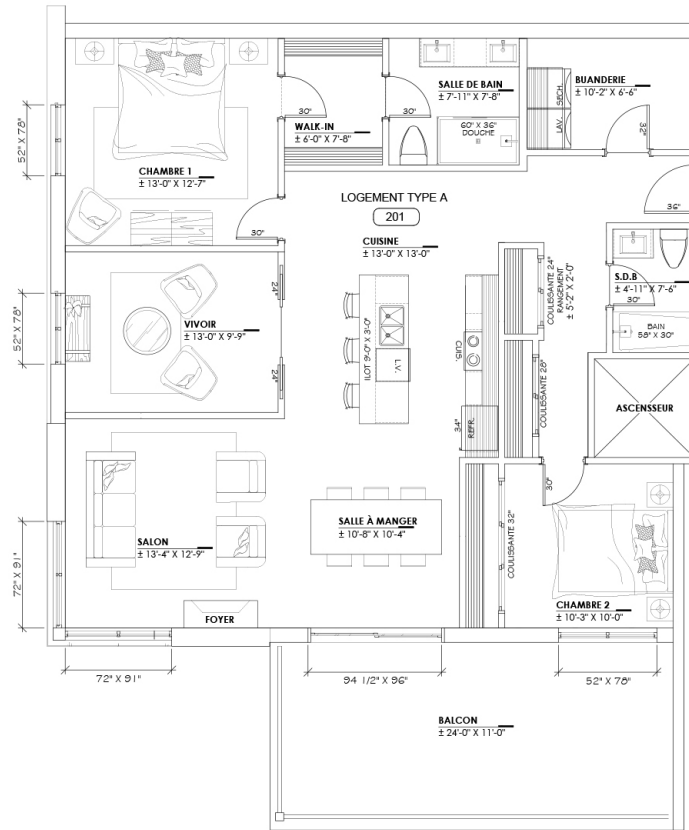 SALLE DE BAIN
± 7'-11" X 7'-8"
BUANDERIE
± 10'-2" X 6'-6"
SÉCH.
LAV.
32"
30"
30"
WALK-IN
± 6'-0" X 7'-8"
60" X 36"
DOUCHE
52" X 78"
CHAMBRE 1
± 13'-0" X 12'-7"
30"
LOGEMENT TYPE A
201
36"
CUISINE
± 13'-0" X 13'-0"
COULISSANTE 24"
RANGEMENT
± 5'-2" X 2'-0"
S.D.B
± 4'-11" X 7'-6"
30"
BAIN
58" X 30"
24"
52" X 78"
VIVOIR
± 13'-0" X 9'-9"
24"
ILOT 9'-0" X 3'-0"
L.V.
CUIS.
COULISSANTE 28"
ASCENSSEUR
34"
REFR.
30"
SALON
± 13'-4" X 12'-9"
SALLE À MANGER
± 10'-8" X 10'-4"
COULISSANTE 32"
72" X 91"
CHAMBRE 2
± 10'-3" X 10'-0"
FOYER
72" X 91"
94 1/2" X 96"
52" X 78"
BALCON
± 24'-0" X 11'-0"